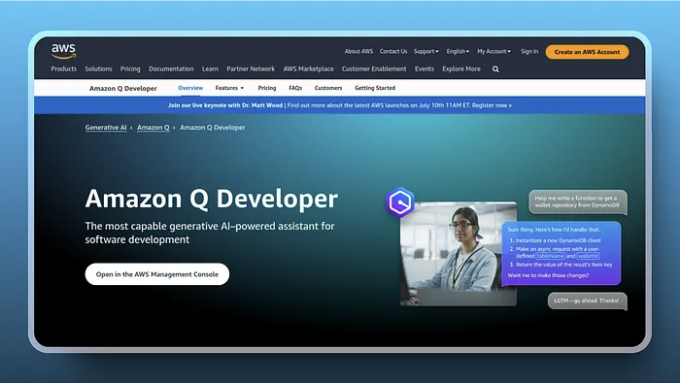 aws
About AWS Contact Us Support English My Account Sign In Create an AWS Account
Products Solutions Pricing Documentation Learn Partner Network AWS Marketplace Customer Enablement Events Explore More
Amazon Q Developer Overview Features Pricing FAQs Customers Getting Started
Join our live keynote with Dr. Matt Wood | Find out more about the latest AWS launches on July 10th 11AM ET. Register now »
Generative AI › Amazon Q › Amazon Q Developer
Amazon Q Developer
The most capable generative AI–powered assistant for
software development
Open in the AWS Management Console
Help me write a function to get a
wallet repository from DynamoDB
Sure thing. Here's how I'd handle that.
1. Instantiate a new DynamoDB client
2. Make an async request with a user-
defined tableName and walletId
3. Return the value of the result's Item key
Want me to make those changes?
LGTM – go ahead. Thanks!